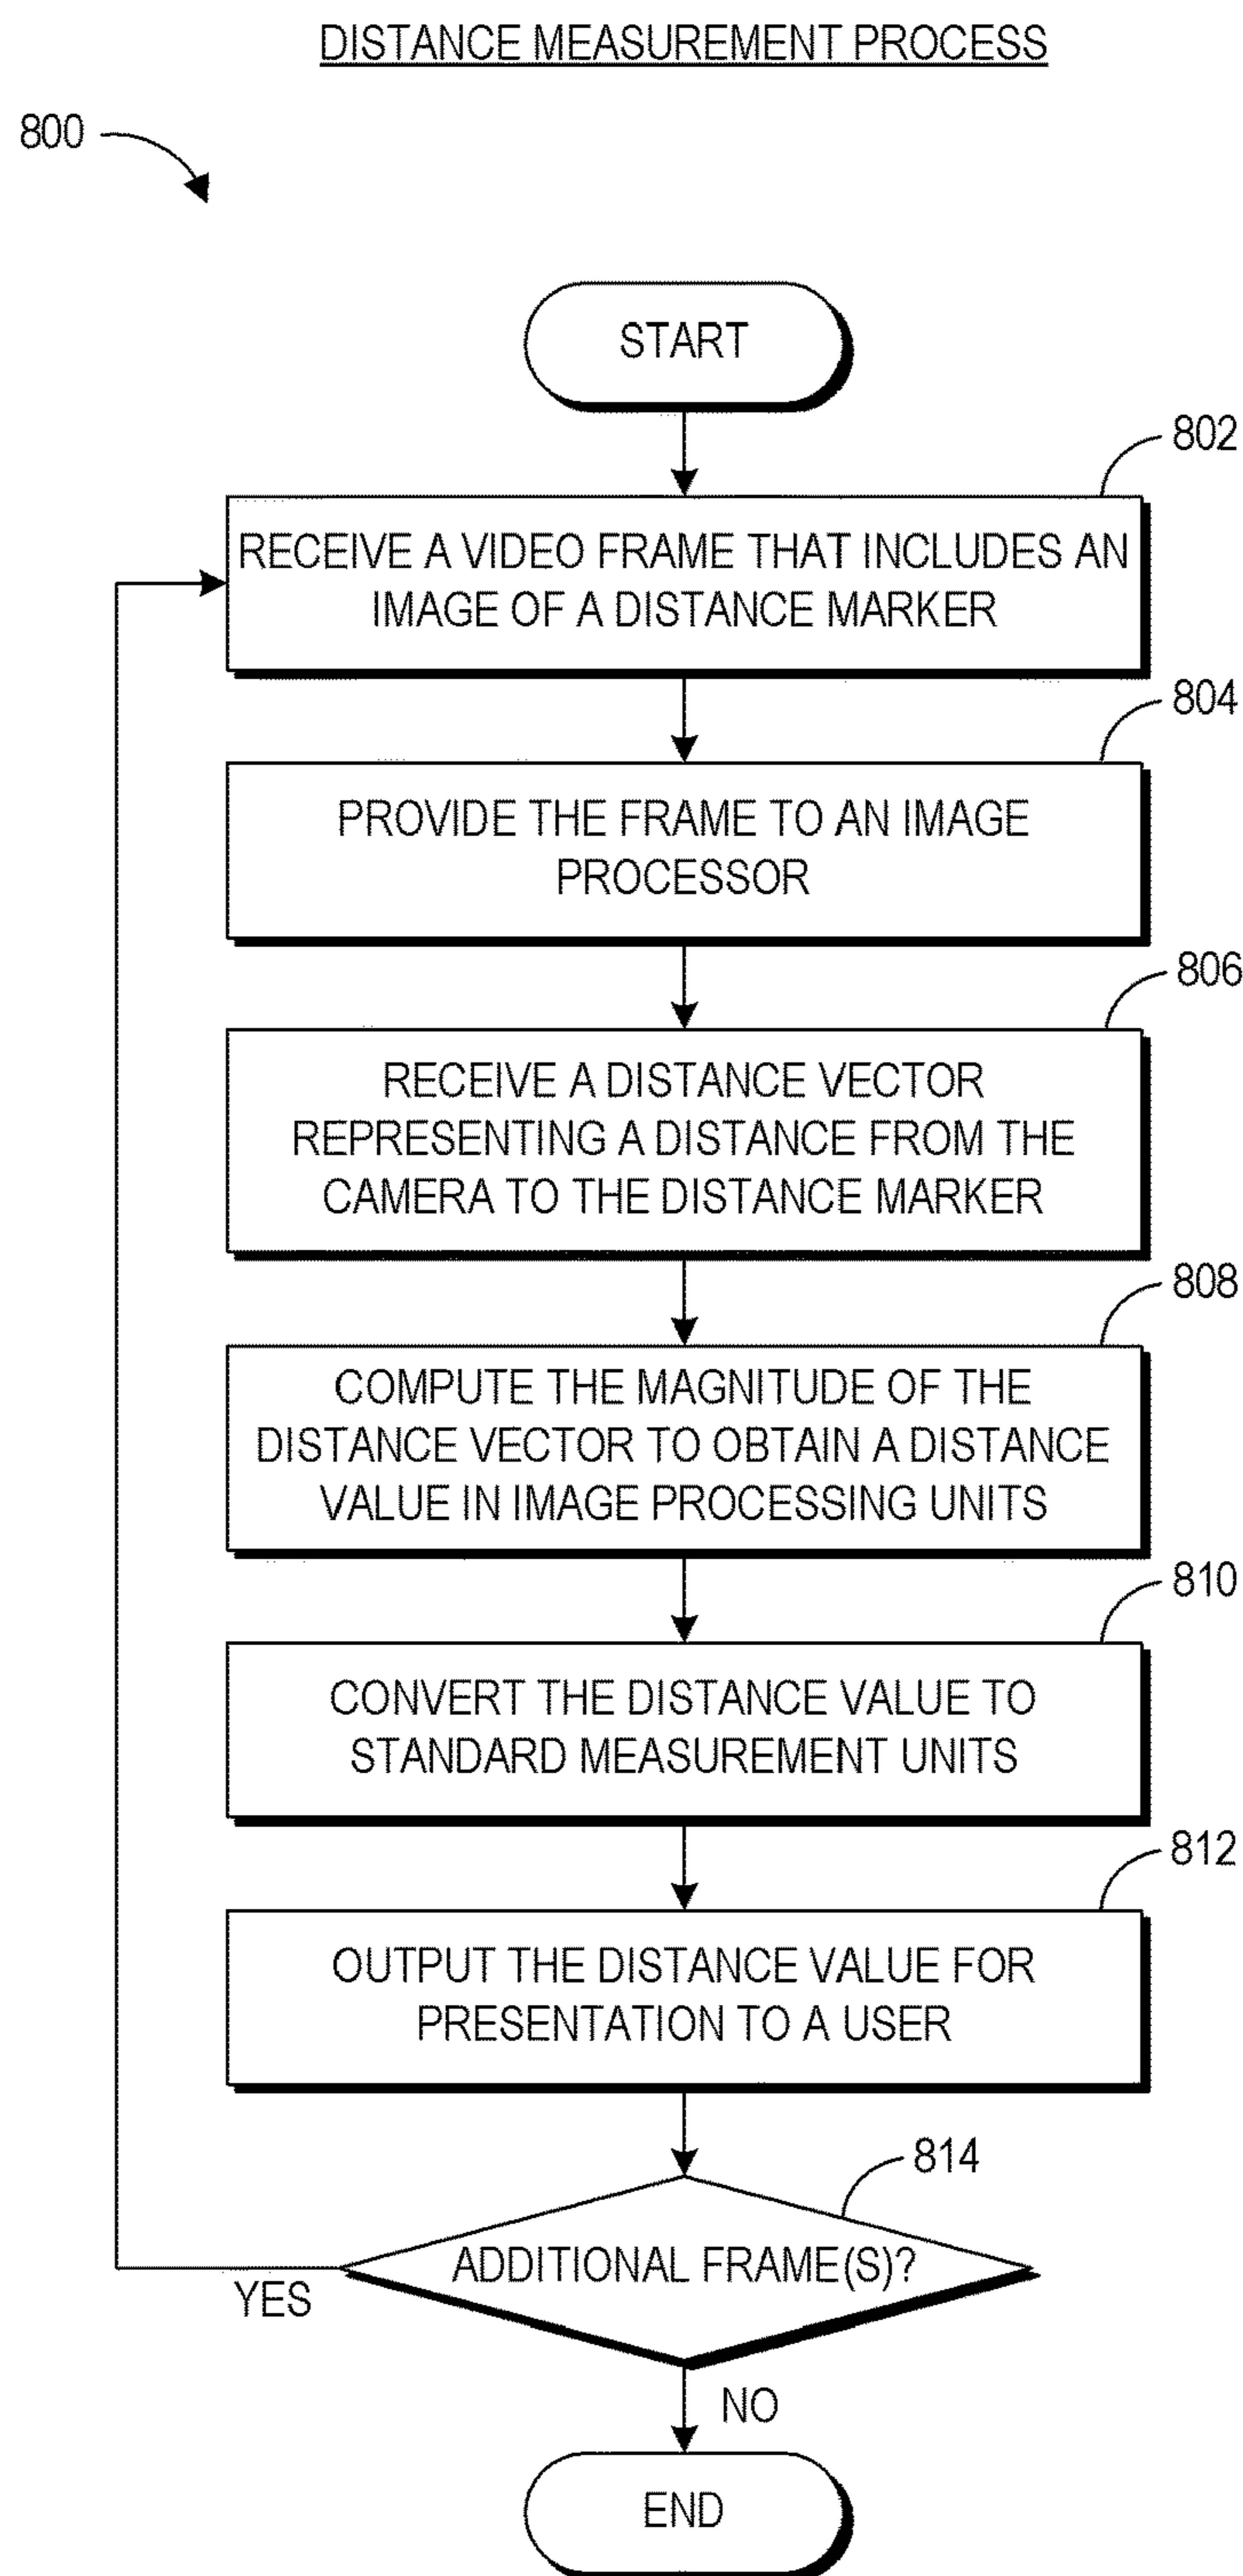 DISTANCE MEASUREMENT PROCESS
800
START
802
RECEIVE A VIDEO FRAME THAT INCLUDES AN
IMAGE OF A DISTANCE MARKER
804
PROVIDE THE FRAME TO AN IMAGE
PROCESSOR
806
RECEIVE A DISTANCE VECTOR
REPRESENTING A DISTANCE FROM THE
CAMERA TO THE DISTANCE MARKER
808
COMPUTE THE MAGNITUDE OF THE
DISTANCE VECTOR TO OBTAIN A DISTANCE
VALUE IN IMAGE PROCESSING UNITS
810
CONVERT THE DISTANCE VALUE TO
STANDARD MEASUREMENT UNITS
812
OUTPUT THE DISTANCE VALUE FOR
PRESENTATION TO A USER
814
ADDITIONAL FRAME(S)?
YES
NO
END